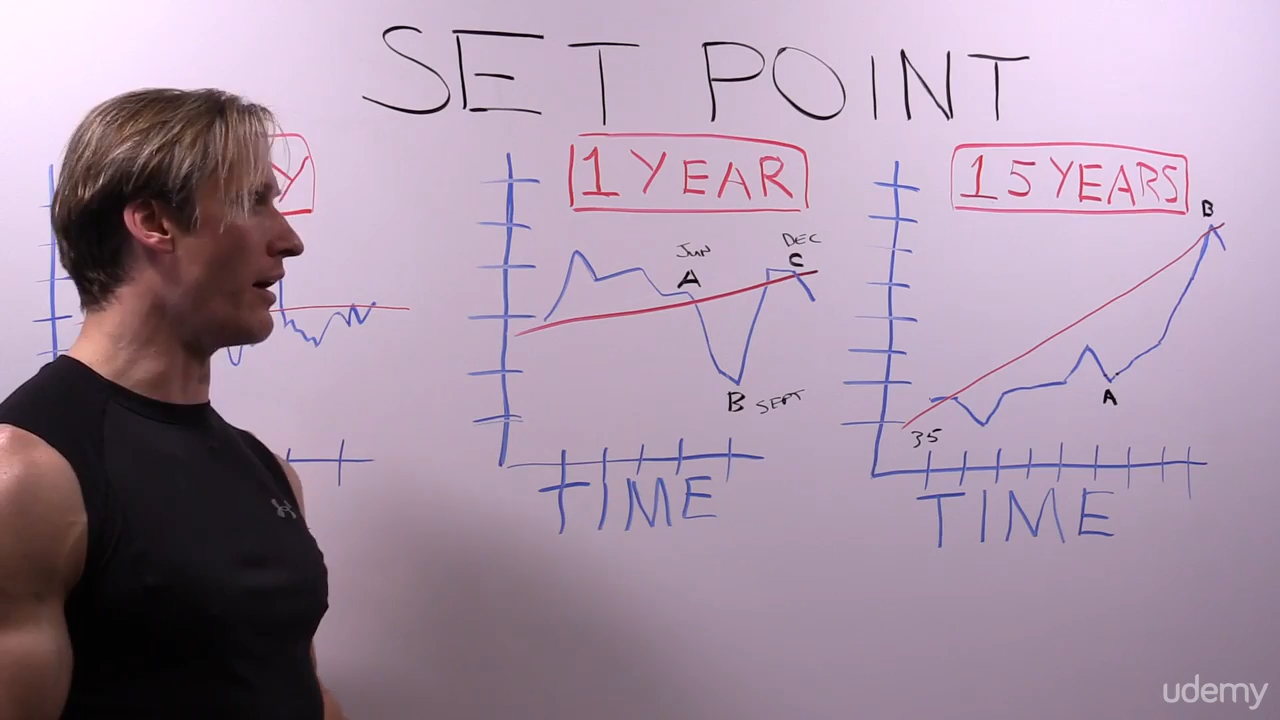 SET POINT
Y
1 YEAR
15 YEARS
JUN
A
DEC
C
B
SEPT
B
A
35
TIME
TIME
udemy